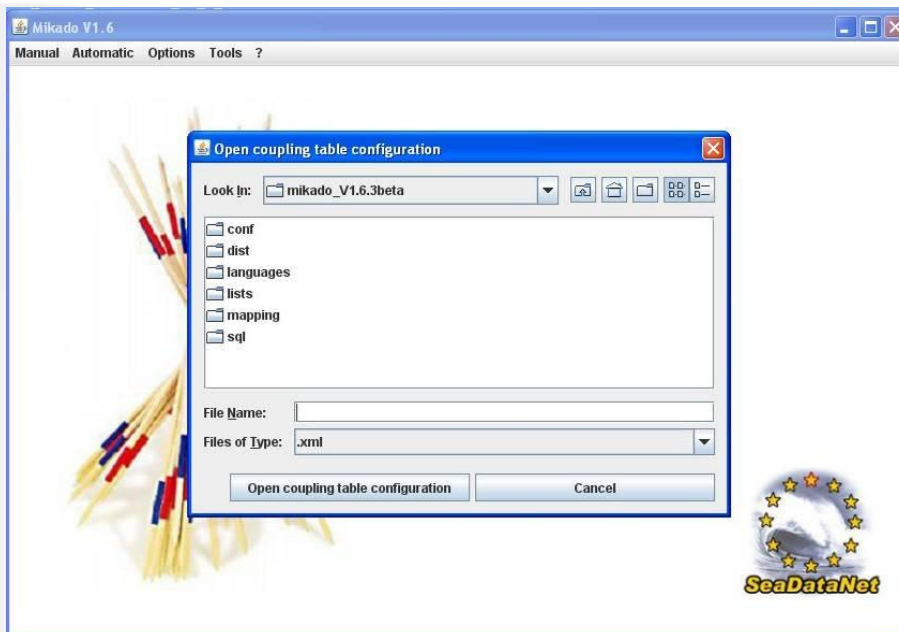 Mikado V1.6
Manual Automatic Options Tools ?
Open coupling table configuration
Look In: mikado_V1.6.3beta
conf
dist
languages
lists
mapping
sql
File Name:
Files of Type: .xml
Open coupling table configuration Cancel
SeaDataNet